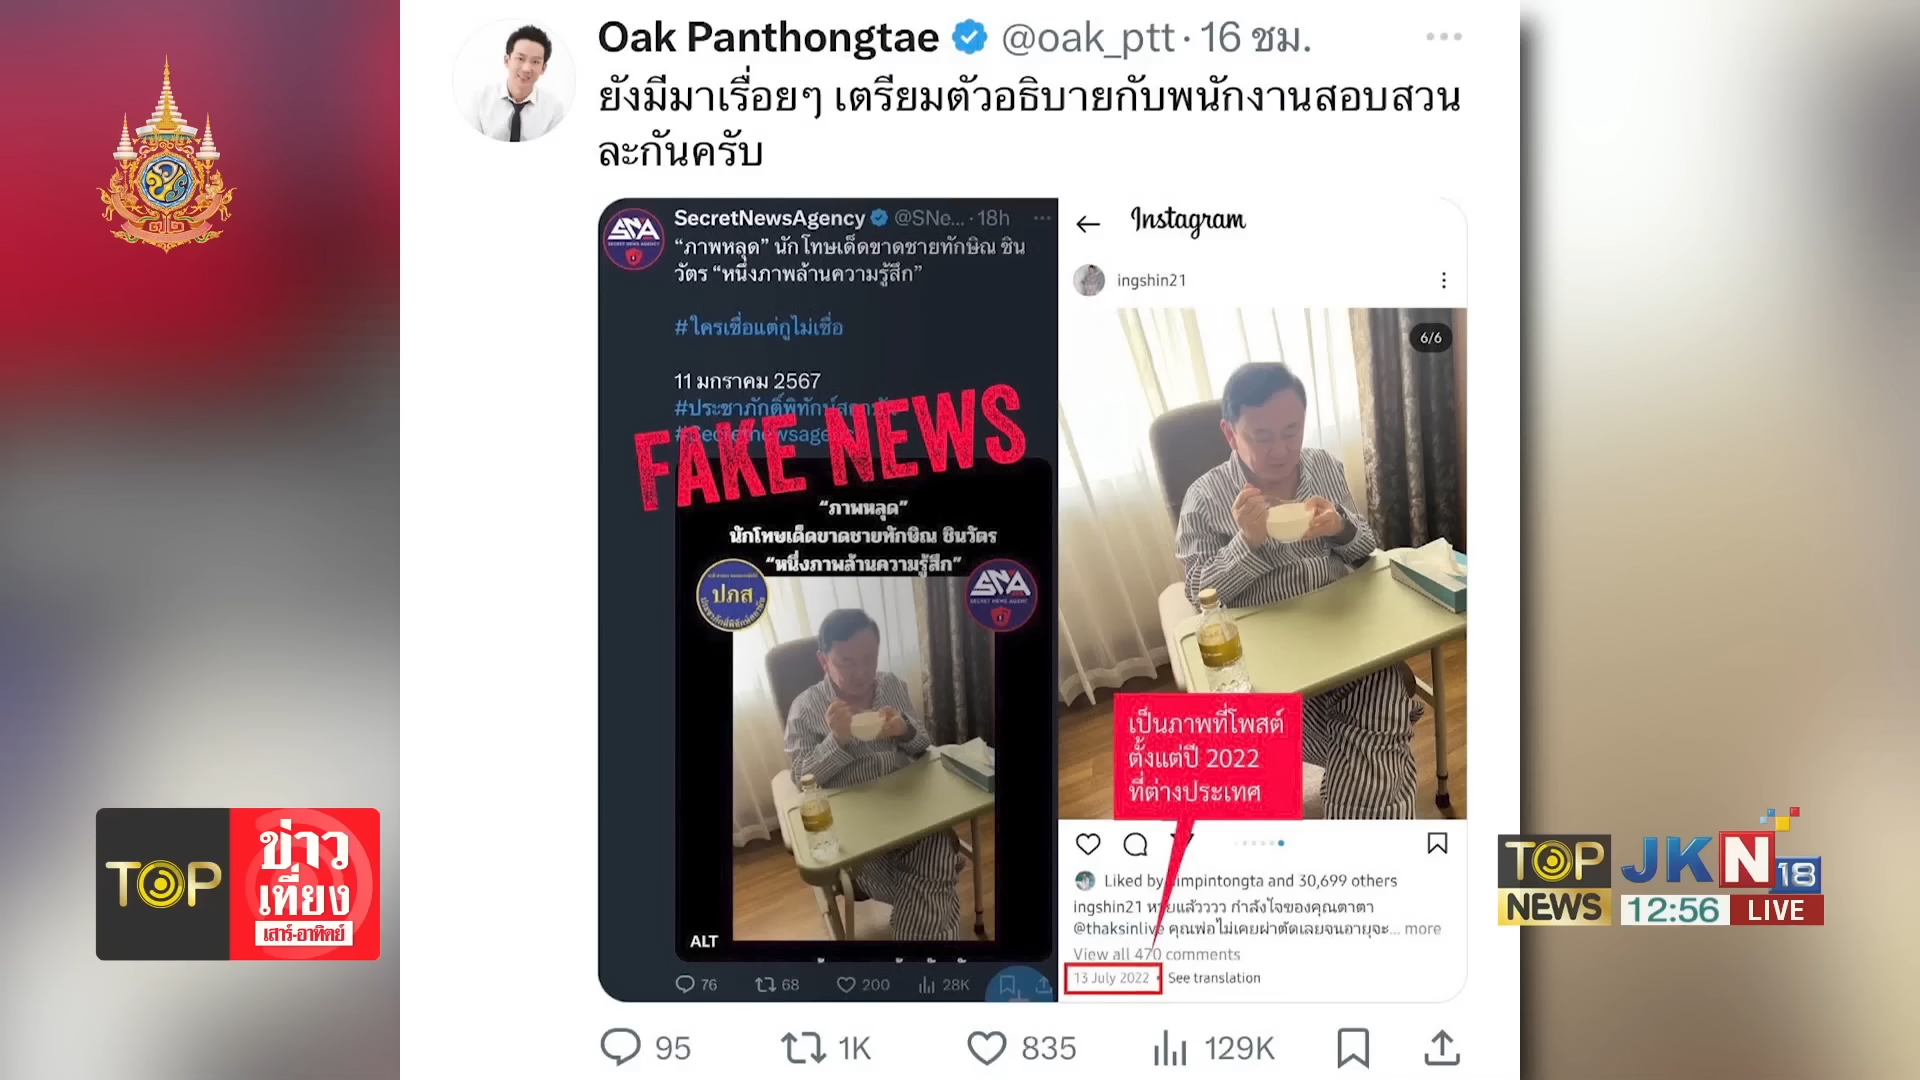 Oak Panthongtae @oak_ptt · 16 ชม.
ยังมีมาเรื่อยๆ เตรียมตัวอธิบายกับพนักงานสอบสวน
ละกันครับ
SecretNewsAgency @SNe... · 18h
“ภาพหลุด” นักโทษเด็ดขาดชายทักษิณ ชิน
วัตร “หนึ่งภาพล้านความรู้สึก”
#ใครเชื่อแต่กูไม่เชื่อ
11 มกราคม 2567
#ประชาภักดิ์พิทักษ์สถาบัน
#Secretnewsagency
FAKE NEWS
“ภาพหลุด”
นักโทษเด็ดขาดชายทักษิณ ชินวัตร
“หนึ่งภาพล้านความรู้สึก”
ปภส
SNA
SECRET NEWS AGENCY
ALT
76 68 200 28K
Instagram
ingshin21
6/6
เป็นภาพที่โพสต์
ตั้งแต่ปี 2022
ที่ต่างประเทศ
Liked by aimpintongta and 30,699 others
ingshin21 หายแล้วววว กำลังใจของคุณตาตา
@thaksinlive คุณพ่อไม่เคยผ่าตัดเลยจนอายุจะ... more
View all 470 comments
13 July 2022 · See translation
95 1K 835 129K
TOP ข่าว
เที่ยง
เสาร์-อาทิตย์
TOP NEWS
JKN 18
12:56 LIVE